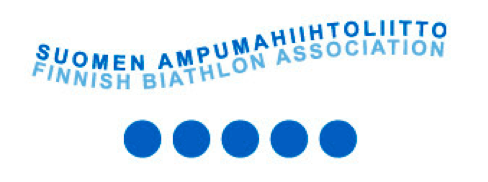 SUOMEN AMPUMAHIIHTOLIITTO
FINNISH BIATHLON ASSOCIATION